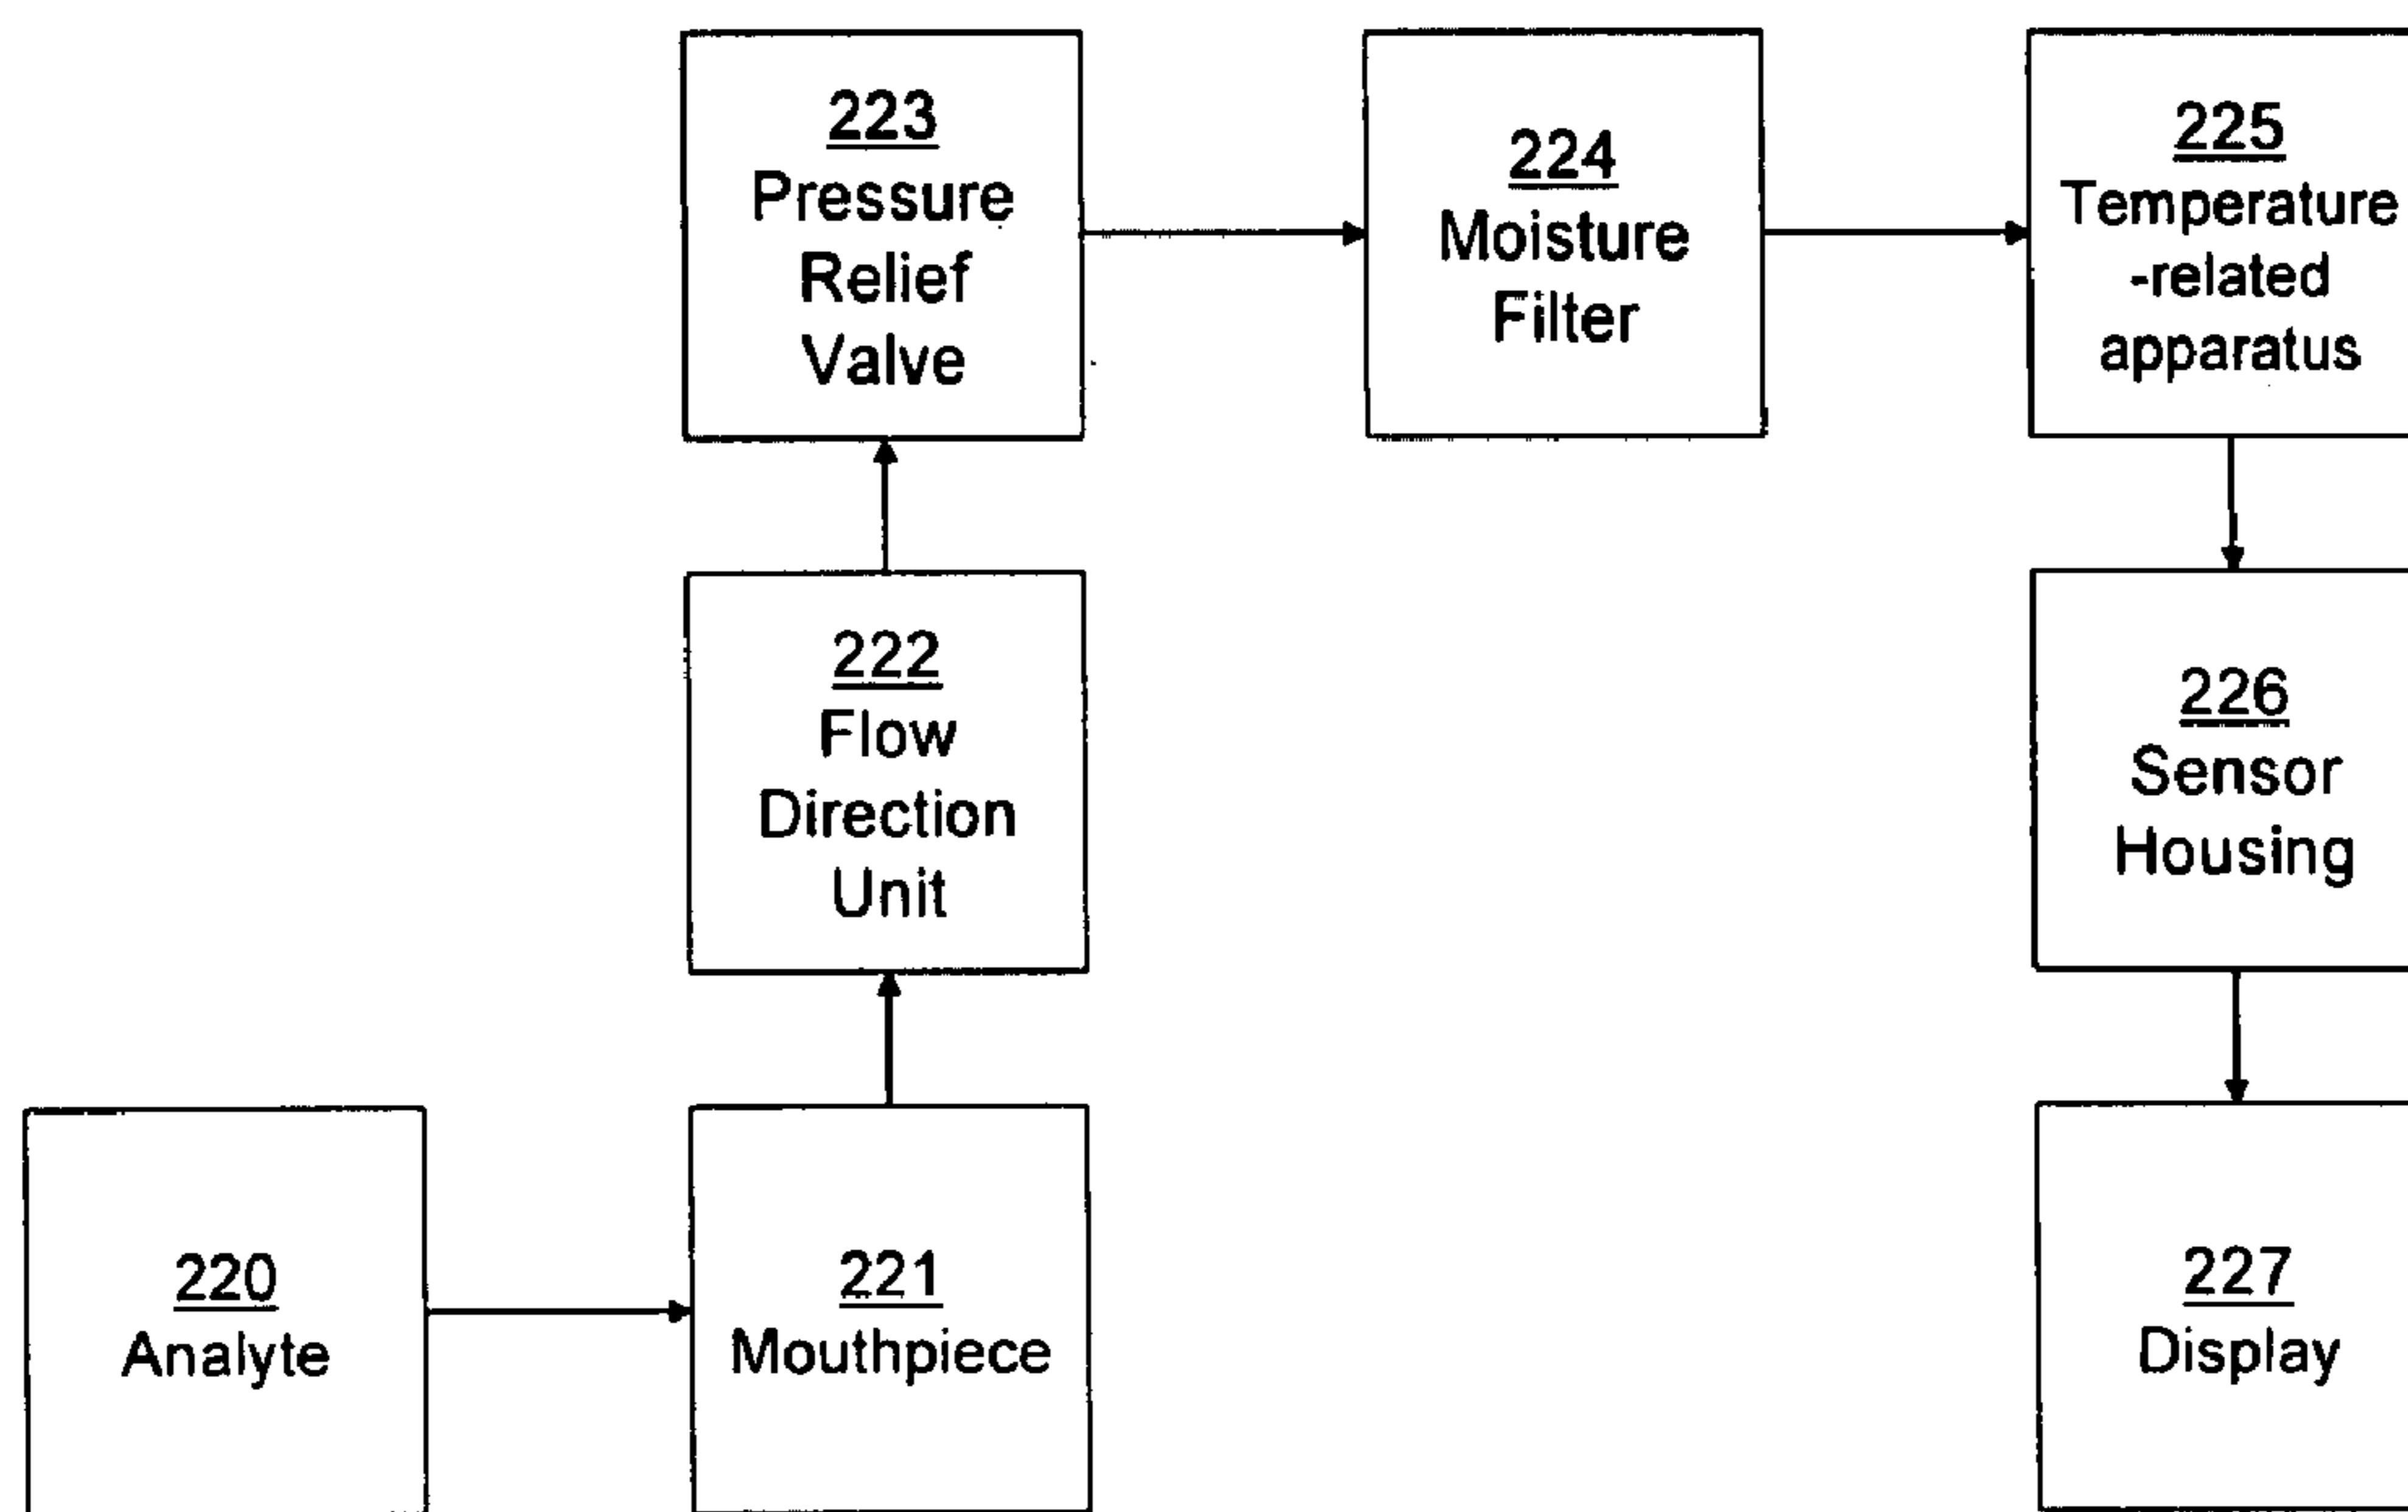 223
Pressure
Relief
Valve
224
Moisture
Filter
225
Temperature
-related
apparatus
222
Flow
Direction
Unit
226
Sensor
Housing
220
Analyte
221
Mouthpiece
227
Display